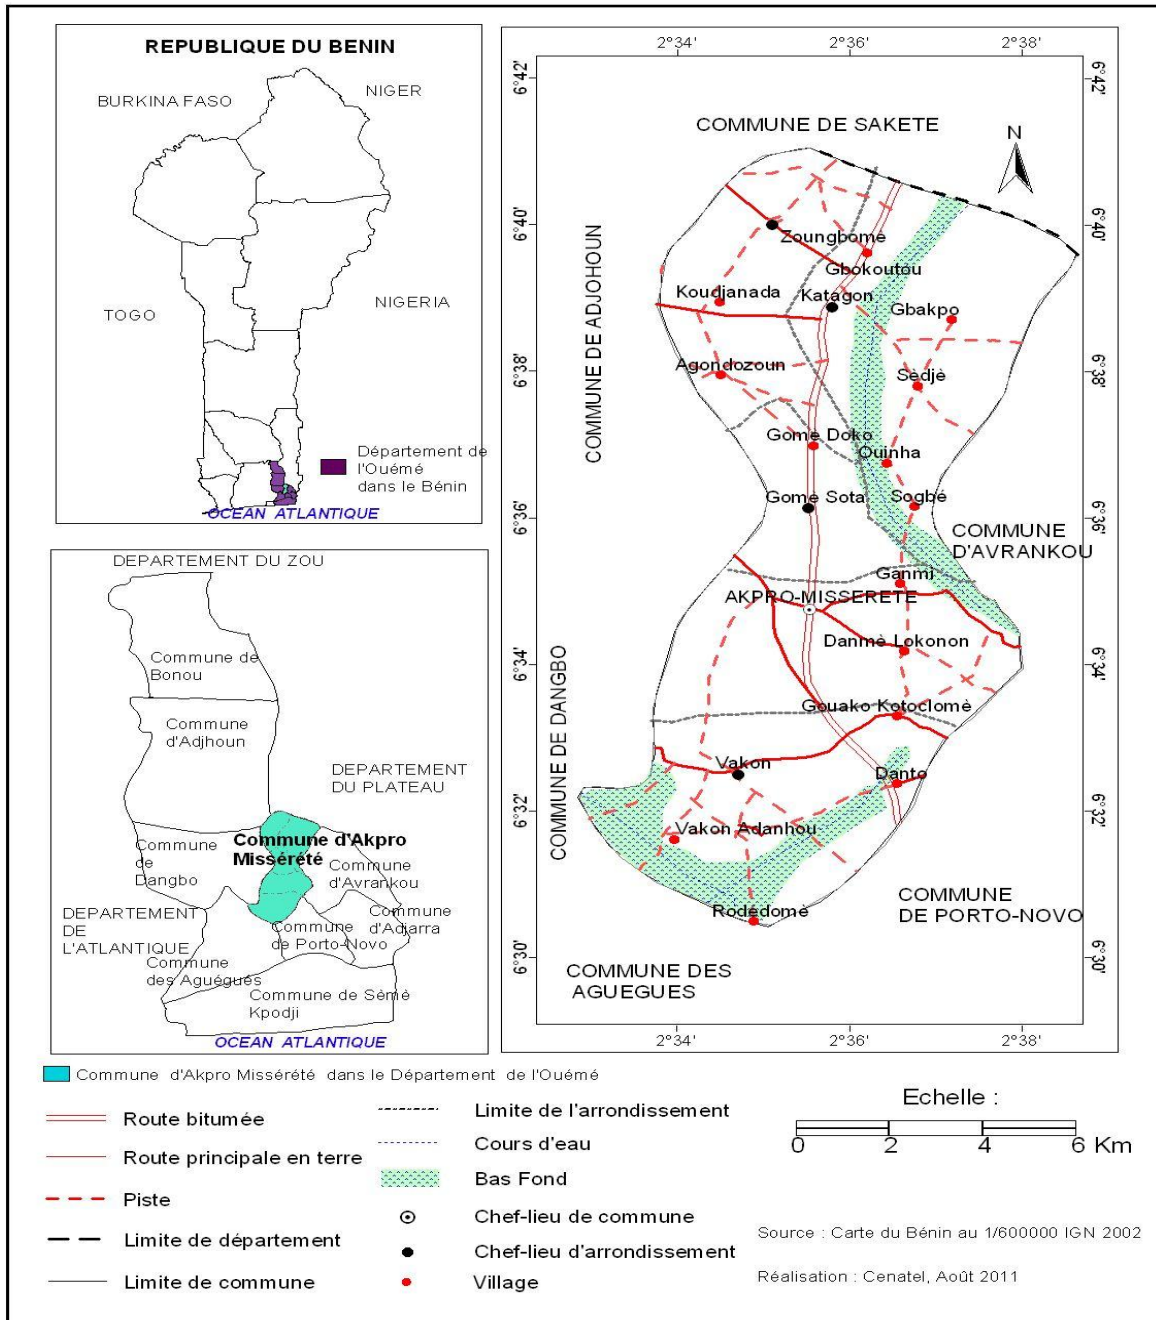 REPUBLIQUE DU BENIN
BURKINA FASO
NIGER
TOGO
NIGERIA
Département de
l'Ouémé
dans le Bénin
OCEAN ATLANTIQUE
DEPARTEMENT DU ZOU
Commune de
Bonou
Commune
d'Adjhoun
DEPARTEMENT
DU PLATEAU
Commune d'Akpro
Missérété
Commune
de
Dangbo
Commune
d'Avrankou
DEPARTEMENT
DE
L'ATLANTIQUE
Commune
d'Adjarra
Commune
de Porto-Novo
Commune
des Aguégués
Commune de Sèmè
Kpodji
OCEAN ATLANTIQUE
2°34'
2°36'
2°38'
6°42'
6°42'
COMMUNE DE SAKETE
N
6°40'
6°40'
COMMUNE DE ADJOHOUN
Zoungbomè
Gbokoutou
Koudjanada
Katagon
Gbakpo
6°38'
6°38'
Agondozoun
Sèdjè
Gome Doko
Ouinha
Gome Sota
Sogbé
6°36'
6°36'
COMMUNE
D'AVRANKOU
Ganmi
AKPRO-MISSERETE
Danmè Lokonon
6°34'
6°34'
COMMUNE DE DANGBO
Gouako Kotoclomè
Vakon
Danto
6°32'
6°32'
Vakon Adanhou
Rodédomè
COMMUNE
DE PORTO-NOVO
6°30'
6°30'
COMMUNE DES
AGUEGUES
2°34'
2°36'
2°38'
Commune d'Akpro Missérété dans le Département de l'Ouémé
Route bitumée
Route principale en terre
Piste
Limite de département
Limite de commune
Limite de l'arrondissement
Cours d'eau
Bas Fond
Chef-lieu de commune
Chef-lieu d'arrondissement
Village
Echelle :
0 2 4 6 Km
Source : Carte du Bénin au 1/600000 IGN 2002
Réalisation : Cenatel, Août 2011